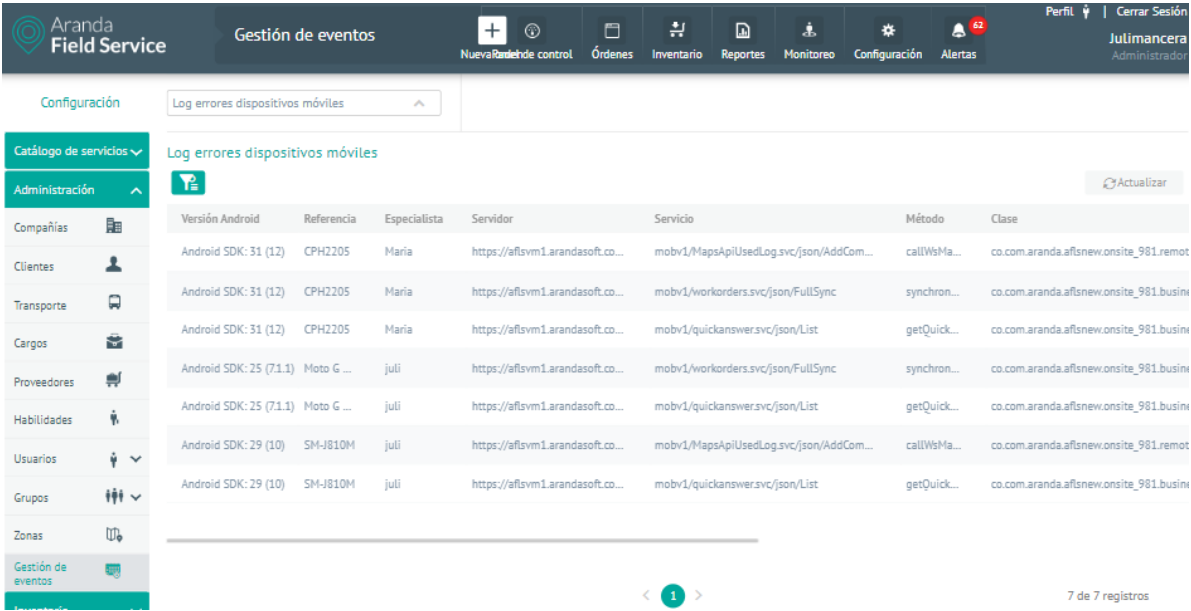 Perfil | Cerrar Sesión
Aranda
Field Service
Gestión de eventos
62
Órdenes
Inventario
Reportes
Monitoreo
Configuración
Alertas
Julimancera
Administrador
Configuración
Log errores dispositivos móviles
Catálogo de servicios
Administración
Compañías
Clientes
Transporte
Cargos
Proveedores
Habilidades
Usuarios
Grupos
Zonas
Gestión de
eventos
Inventario
Log errores dispositivos móviles
Actualizar
Versión Android Referencia Especialista Servidor Servicio Método Clase
Android SDK: 31 (12) CPH2205 Maria https://aflsvm1.arandasoft.co... mobv1/MapsApiUsedLog.svc/json/AddCom... callWsMa... co.com.aranda.aflsnew.onsite_981.remot
Android SDK: 31 (12) CPH2205 Maria https://aflsvm1.arandasoft.co... mobv1/workorders.svc/json/FullSync synchron... co.com.aranda.aflsnew.onsite_981.busine
Android SDK: 31 (12) CPH2205 Maria https://aflsvm1.arandasoft.co... mobv1/quickanswer.svc/json/List getQuick... co.com.aranda.aflsnew.onsite_981.busine
Android SDK: 25 (7.1.1) Moto G ... juli https://aflsvm1.arandasoft.co... mobv1/workorders.svc/json/FullSync synchron... co.com.aranda.aflsnew.onsite_981.busine
Android SDK: 25 (7.1.1) Moto G ... juli https://aflsvm1.arandasoft.co... mobv1/quickanswer.svc/json/List getQuick... co.com.aranda.aflsnew.onsite_981.busine
Android SDK: 29 (10) SM-J810M juli https://aflsvm1.arandasoft.co... mobv1/MapsApiUsedLog.svc/json/AddCom... callWsMa... co.com.aranda.aflsnew.onsite_981.remot
Android SDK: 29 (10) SM-J810M juli https://aflsvm1.arandasoft.co... mobv1/quickanswer.svc/json/List getQuick... co.com.aranda.aflsnew.onsite_981.busine
< 1 >
7 de 7 registros